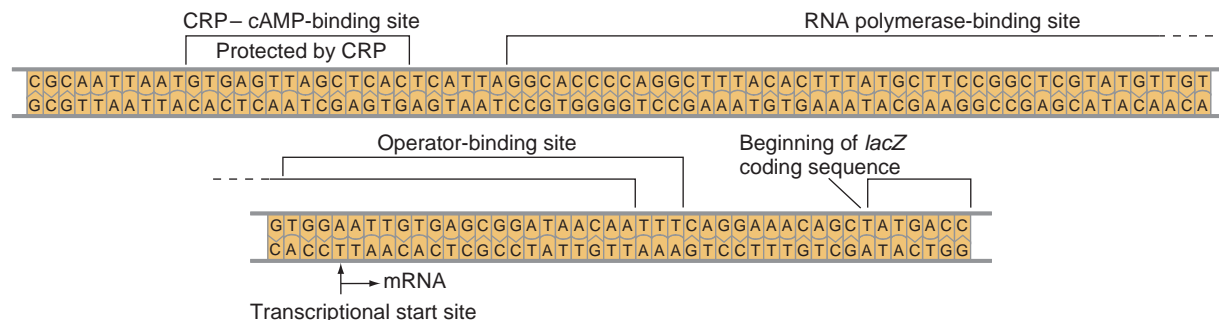 CRP – cAMP-binding site
RNA polymerase-binding site
Protected by CRP
CGCAATTAATGTGAGTTAGCTCACTCATTAGGCACCCCAGGCTTTACACTTTATGCTTCCGGCTCGTATGTTGT
GCGTTAATTACACTCAATCGAGTGAGTAATCCGTGGGGTCCGAAATGTGAAATACGAAGGCCGAGCATACAACA
Operator-binding site
Beginning of lacZ
coding sequence
GTGGAATTGTGAGCGGATAACAATTTCAGGAAACAGCTATGACC
CACCTTAACACTCGCCTATTGTTAAAGTCCTTTGTCGATACTGG
mRNA
Transcriptional start site